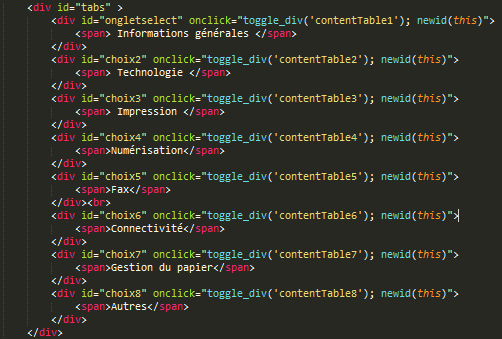 <div id="tabs" >
<div id="ongletselect" onclick="toggle_div('contentTable1'); newid(this)">
<span> Informations générales </span>
</div>
<div id="choix2" onclick="toggle_div('contentTable2'); newid(this)">
<span> Technologie </span>
</div>
<div id="choix3" onclick="toggle_div('contentTable3'); newid(this)">
<span> Impression </span>
</div>
<div id="choix4" onclick="toggle_div('contentTable4'); newid(this)">
<span>Numérisation</span>
</div>
<div id="choix5" onclick="toggle_div('contentTable5'); newid(this)">
<span>Fax</span>
</div><br>
<div id="choix6" onclick="toggle_div('contentTable6'); newid(this)">
<span>Connectivité</span>
</div>
<div id="choix7" onclick="toggle_div('contentTable7'); newid(this)">
<span>Gestion du papier</span>
</div>
<div id="choix8" onclick="toggle_div('contentTable8'); newid(this)">
<span>Autres</span>
</div>
</div>